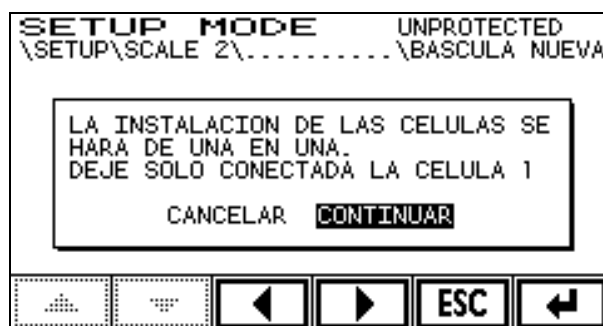 SETUP MODE UNPROTECTED
\SETUP\SCALE 2\..........\BASCULA NUEVA
LA INSTALACION DE LAS CELULAS SE
HARA DE UNA EN UNA.
DEJE SOLO CONECTADA LA CELULA 1
CANCELAR CONTINUAR
ESC